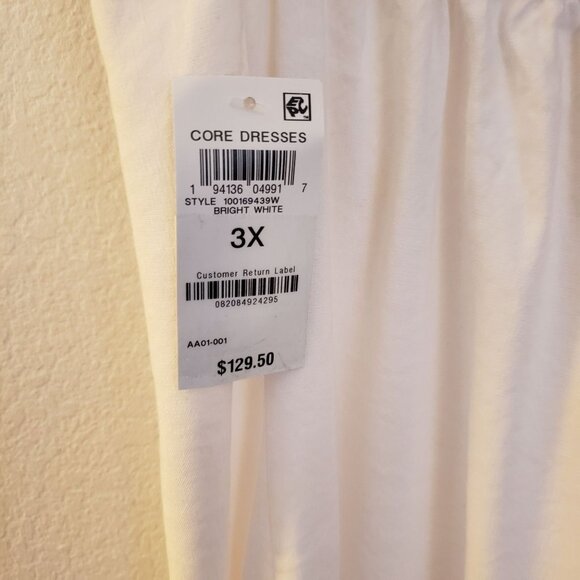 CORE DRESSES
1 94136 04991 7
STYLE 100169439W
BRIGHT WHITE
3X
Customer Return Label
082084924295
AA01-001
$129.50